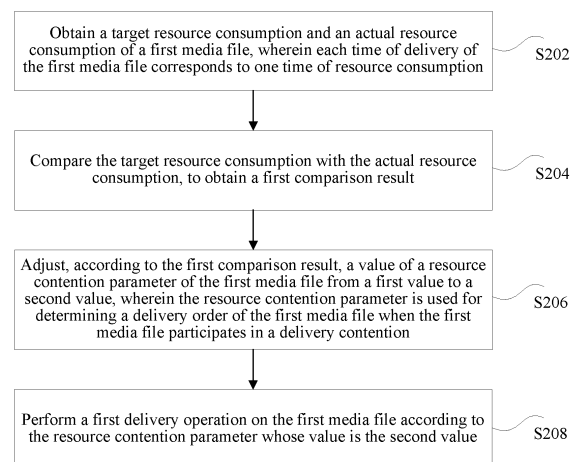 Obtain a target resource consumption and an actual resource
consumption of a first media file, wherein each time of delivery of
the first media file corresponds to one time of resource consumption
S202
Compare the target resource consumption with the actual resource
consumption, to obtain a first comparison result
S204
Adjust, according to the first comparison result, a value of a resource
contention parameter of the first media file from a first value to a
second value, wherein the resource contention parameter is used for
determining a delivery order of the first media file when the first
media file participates in a delivery contention
S206
Perform a first delivery operation on the first media file according to
the resource contention parameter whose value is the second value
S208